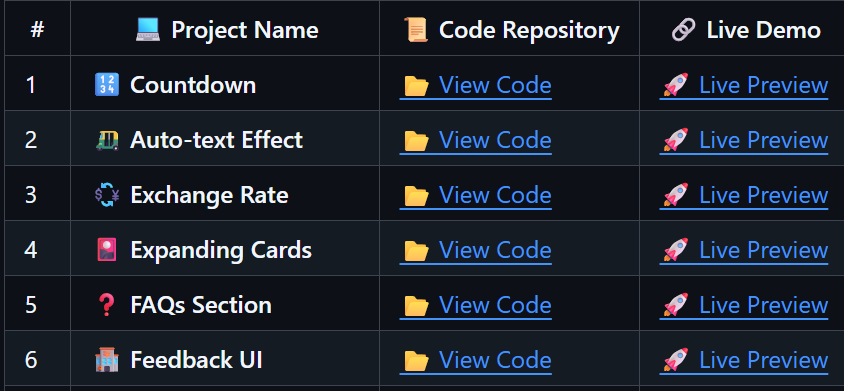 # 💻 Project Name 📜 Code Repository 🔗 Live Demo
1 🔢 Countdown 📂 View Code 🚀 Live Preview
2 Auto-text Effect 📂 View Code 🚀 Live Preview
3 💱 Exchange Rate 📂 View Code 🚀 Live Preview
4 🎴 Expanding Cards 📂 View Code 🚀 Live Preview
5 ❓ FAQs Section 📂 View Code 🚀 Live Preview
6 🏨 Feedback UI 📂 View Code 🚀 Live Preview